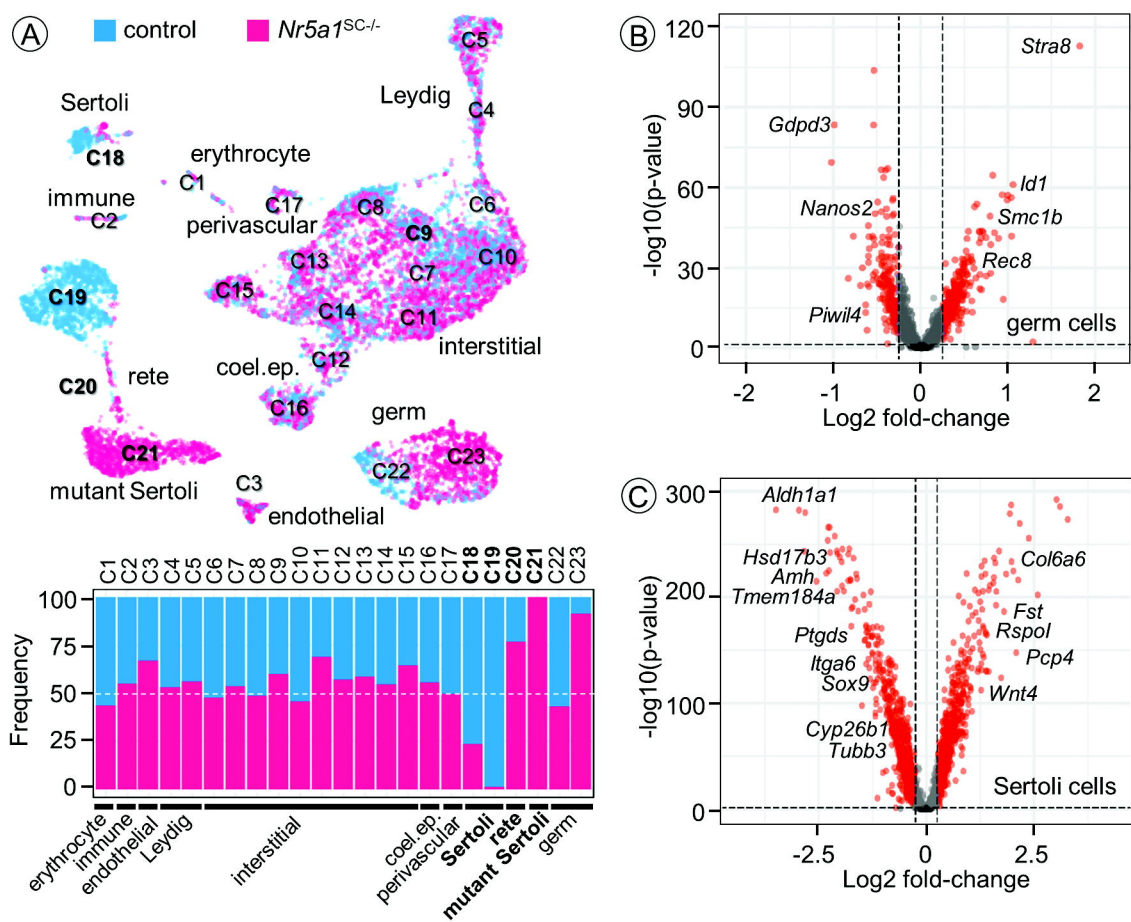 A
control
Nr5a1SC-/-
C5
Leydig
C4
Sertoli
C18
erythrocyte
C1
immune
C2
C17
perivascular
C8
C6
C9
C10
C13
C7
C15
C14
C11
interstitial
C19
C12
coel.ep.
C20
rete
C16
germ
C21
C22
C23
mutant Sertoli
C3
endothelial
C1 C2 C3 C4 C5 C6 C7 C8 C9 C10 C11 C12 C13 C14 C15 C16 C17 C18 C19 C20 C21 C22 C23
Frequency
100
75
50
25
0
erythrocyte
immune
endothelial
Leydig
interstitial
coel.ep.
perivascular
Sertoli
rete
mutant Sertoli
germ
B
-log10(p-value)
120
90
60
30
0
Stra8
Gdpd3
Id1
Nanos2
Smc1b
Rec8
Piwil4
germ cells
-2 -1 0 1 2
Log2 fold-change
C
-log10(p-value)
300
200
100
0
Aldh1a1
Hsd17b3
Col6a6
Amh
Tmem184a
Fst
Ptgds
Rspol
Itga6
Pcp4
Sox9
Wnt4
Cyp26b1
Tubb3
Sertoli cells
-2.5 0 2.5
Log2 fold-change